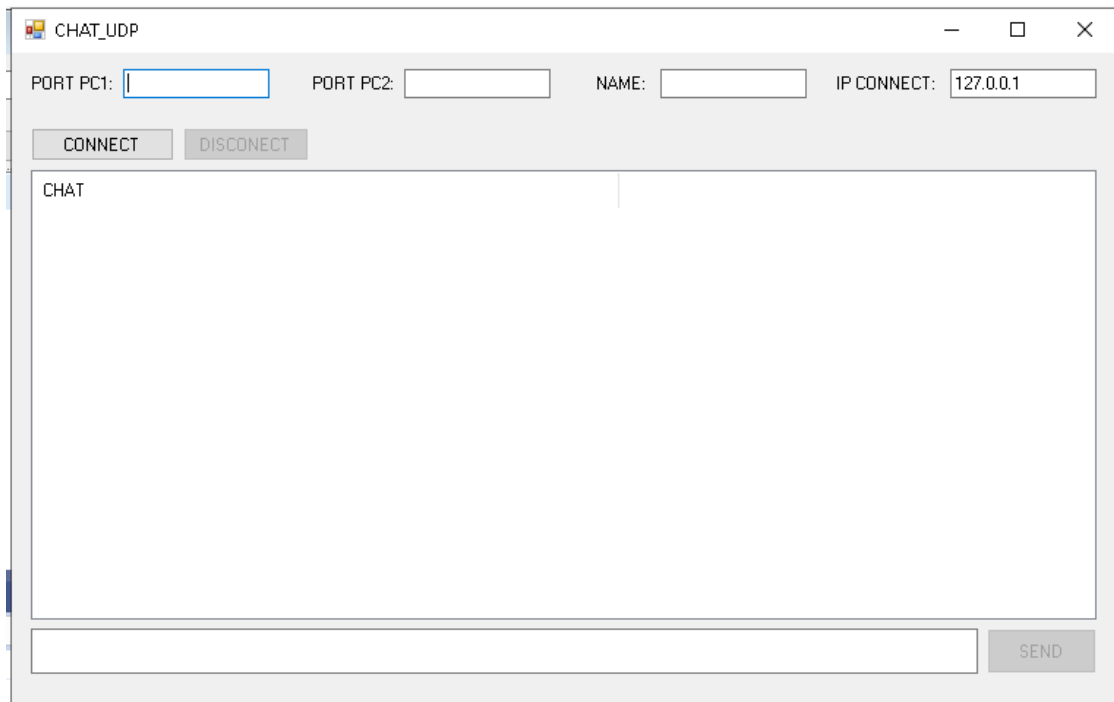 CHAT_UDP
PORT PC1: PORT PC2: NAME: IP CONNECT: 127.0.0.1
CONNECT DISCONECT
CHAT
SEND